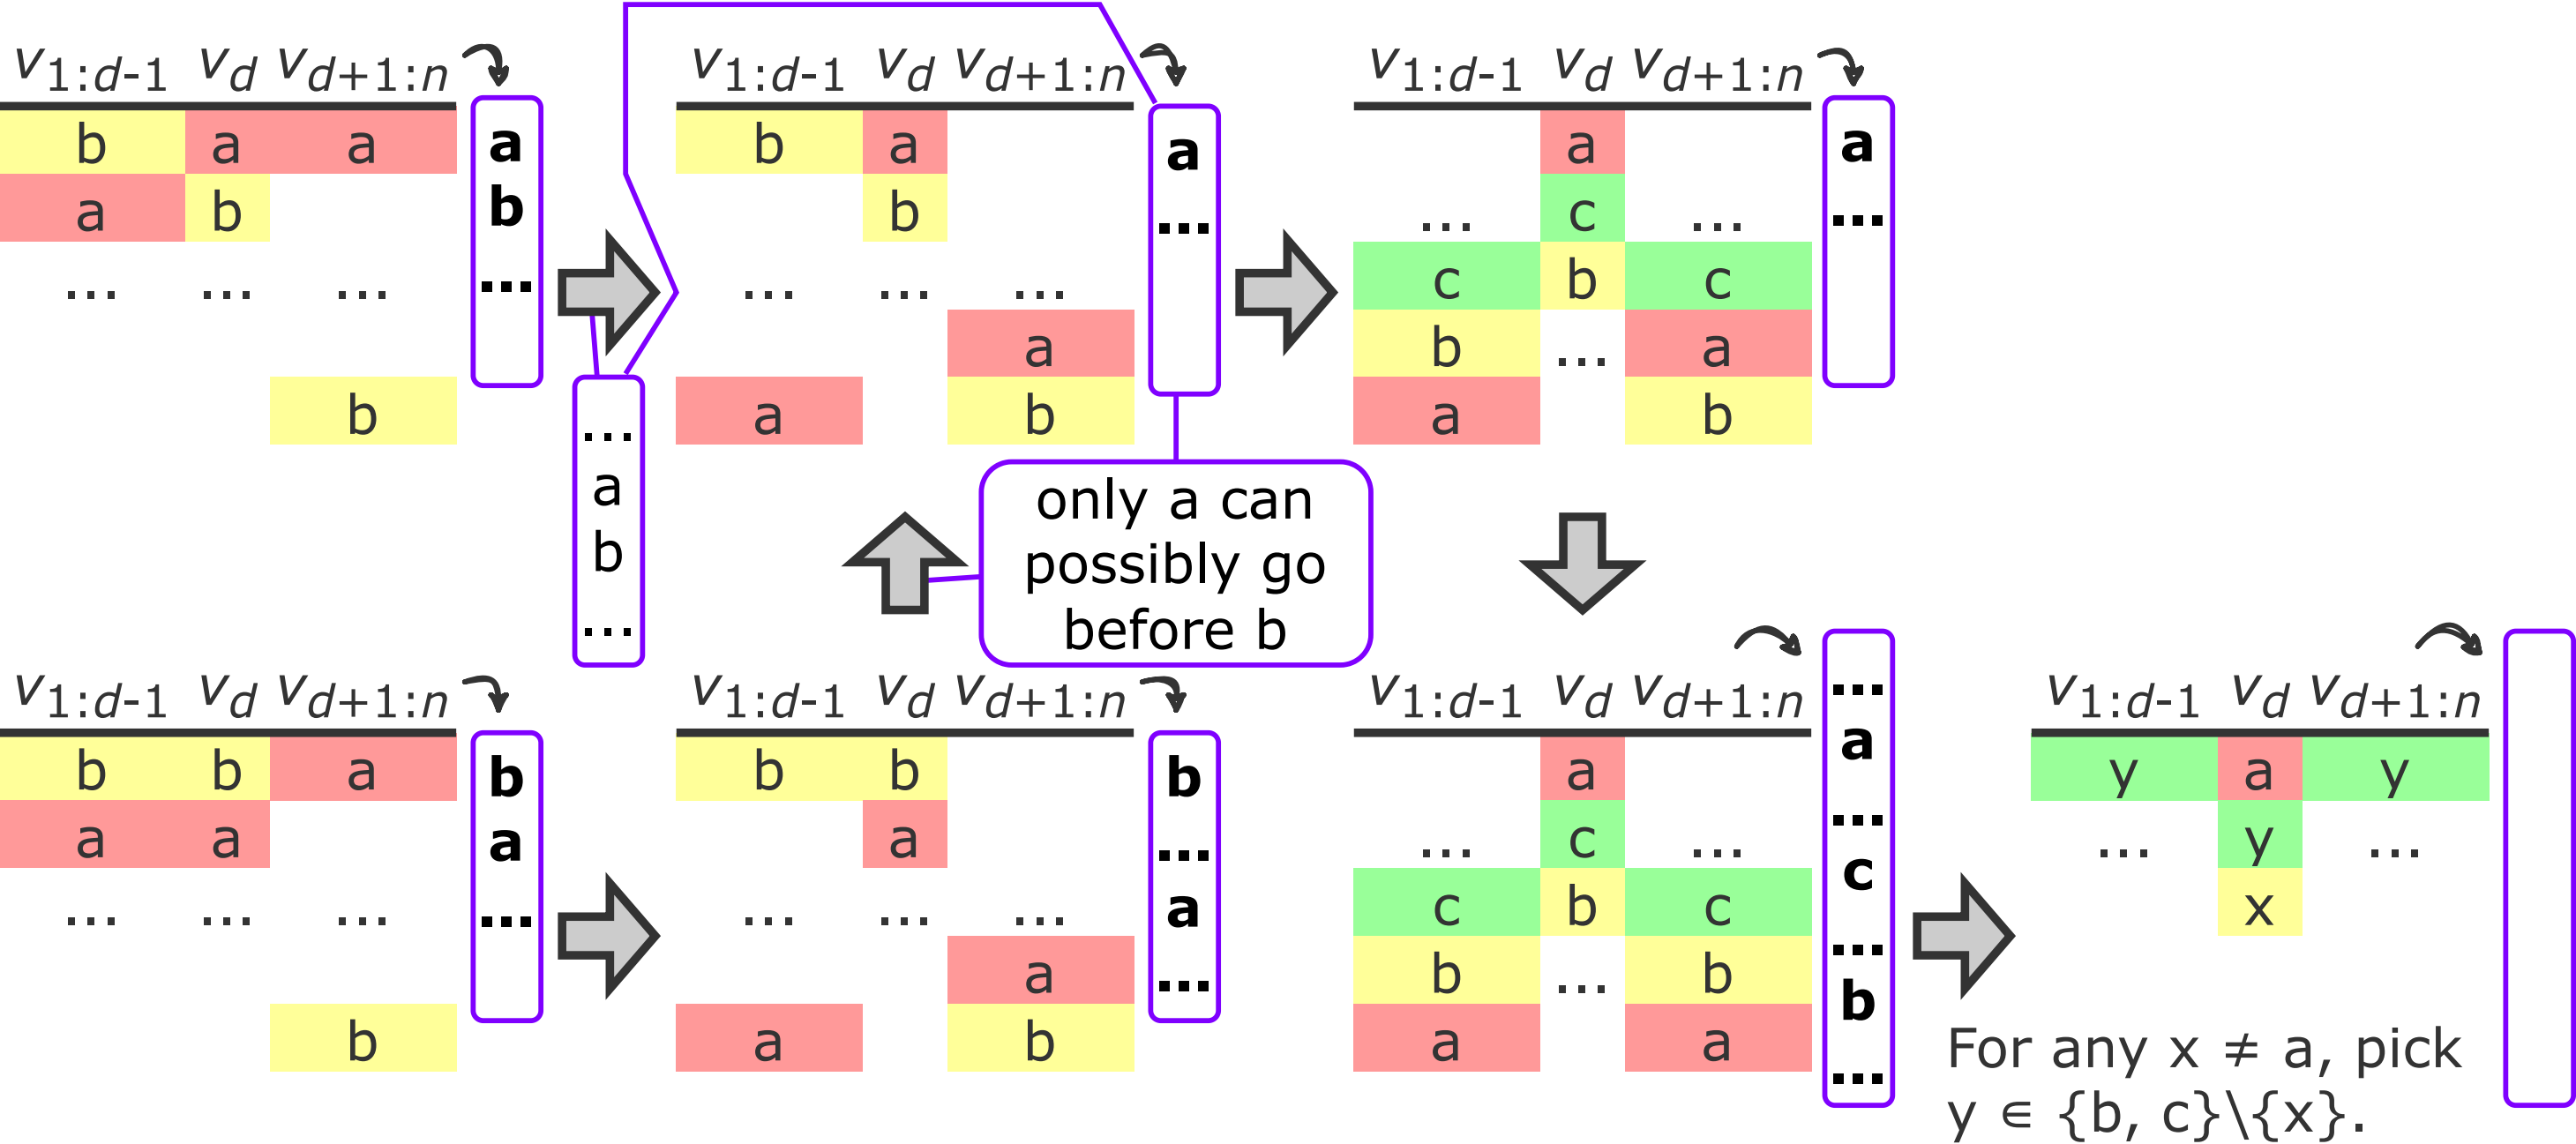 v1:d-1 vd vd+1:n
b a a a
a b b
... ... ... ...
b
v1:d-1 vd vd+1:n
b a a
b ...
... ... ...
a
a b
v1:d-1 vd vd+1:n
a a
... c ... ...
c b c
b ... a
a b
...
a
b
...
only a can
possibly go
before b
v1:d-1 vd vd+1:n
b b a b
a a a
... ... ... ...
b
v1:d-1 vd vd+1:n
b b b
a ...
... ... ... a
a ...
a b
v1:d-1 vd vd+1:n ...
a a
... c ... ...
c b c c
b ... b ...
a a b
...
v1:d-1 vd vd+1:n
y a y
... y ...
x
For any x ≠ a, pick
y ∈ {b, c}\{x}.